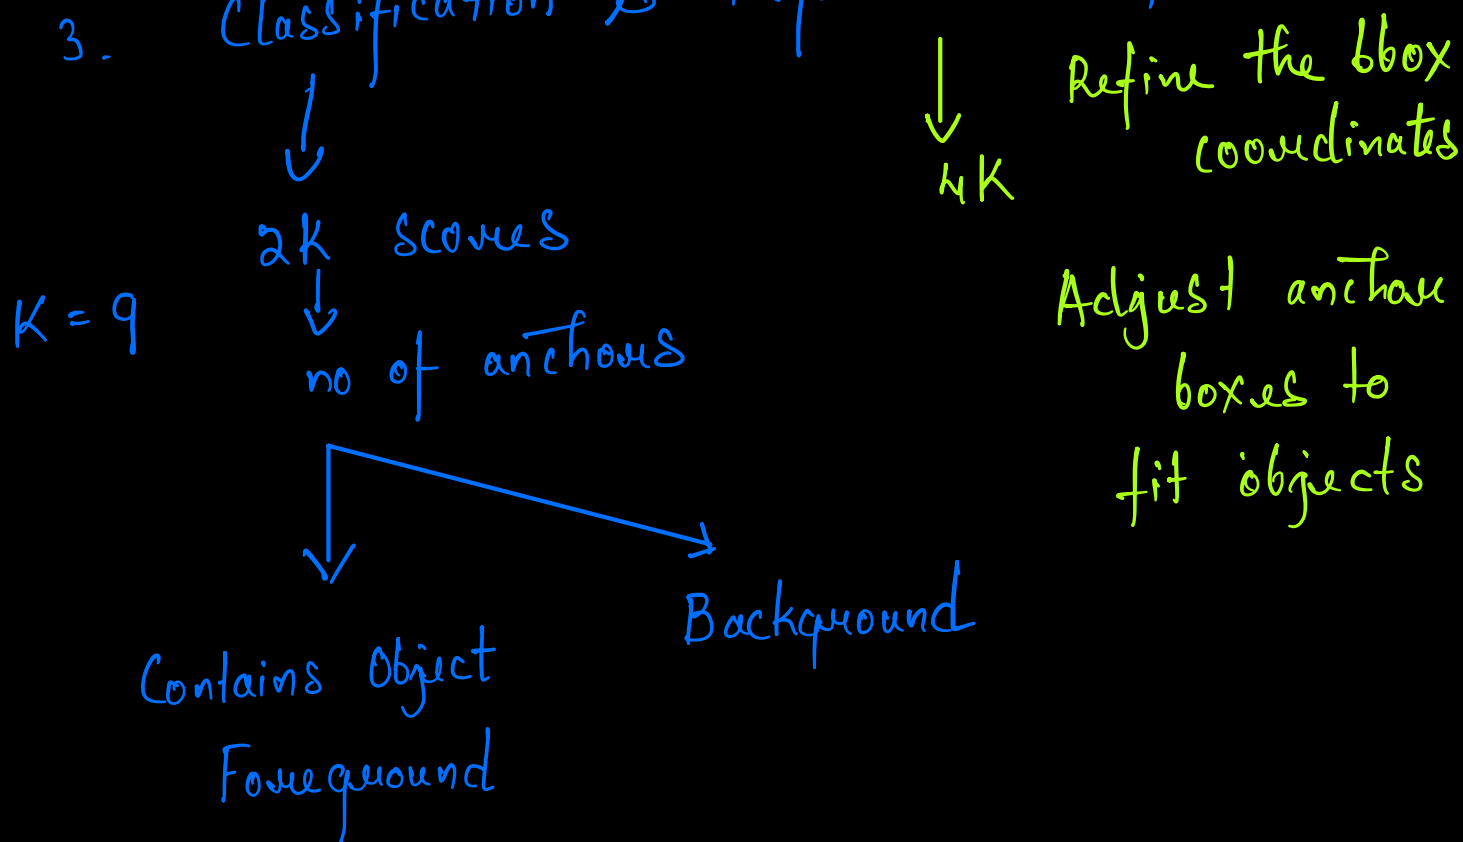 3. Classification &
Refine the bbox
coordinates
4K
2K scores
K = 9
no of anchors
Adjust anchor
boxes to
fit objects
Background
Contains Object
Foreground